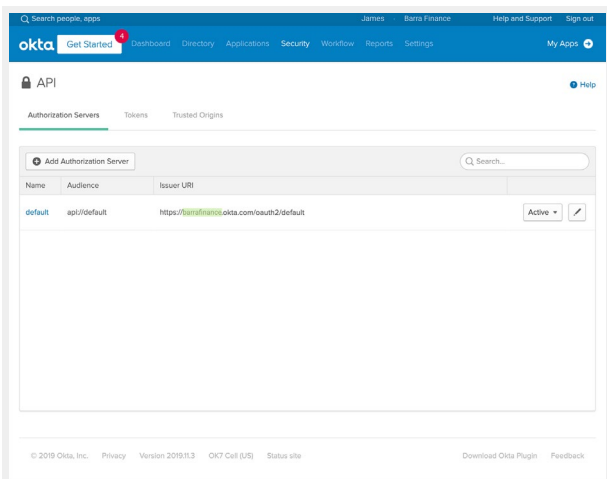 Search people, apps James Barra Finance Help and Support Sign out
okta Get Started 4 Dashboard Directory Applications Security Workflow Reports Settings My Apps
API Help
Authorization Servers Tokens Trusted Origins
Add Authorization Server Search...
Name Audience Issuer URI
default api://default https://barrafinance.okta.com/oauth2/default Active
© 2019 Okta, Inc. Privacy Version 2019.11.3 OK7 Cell (US) Status site Download Okta Plugin Feedback